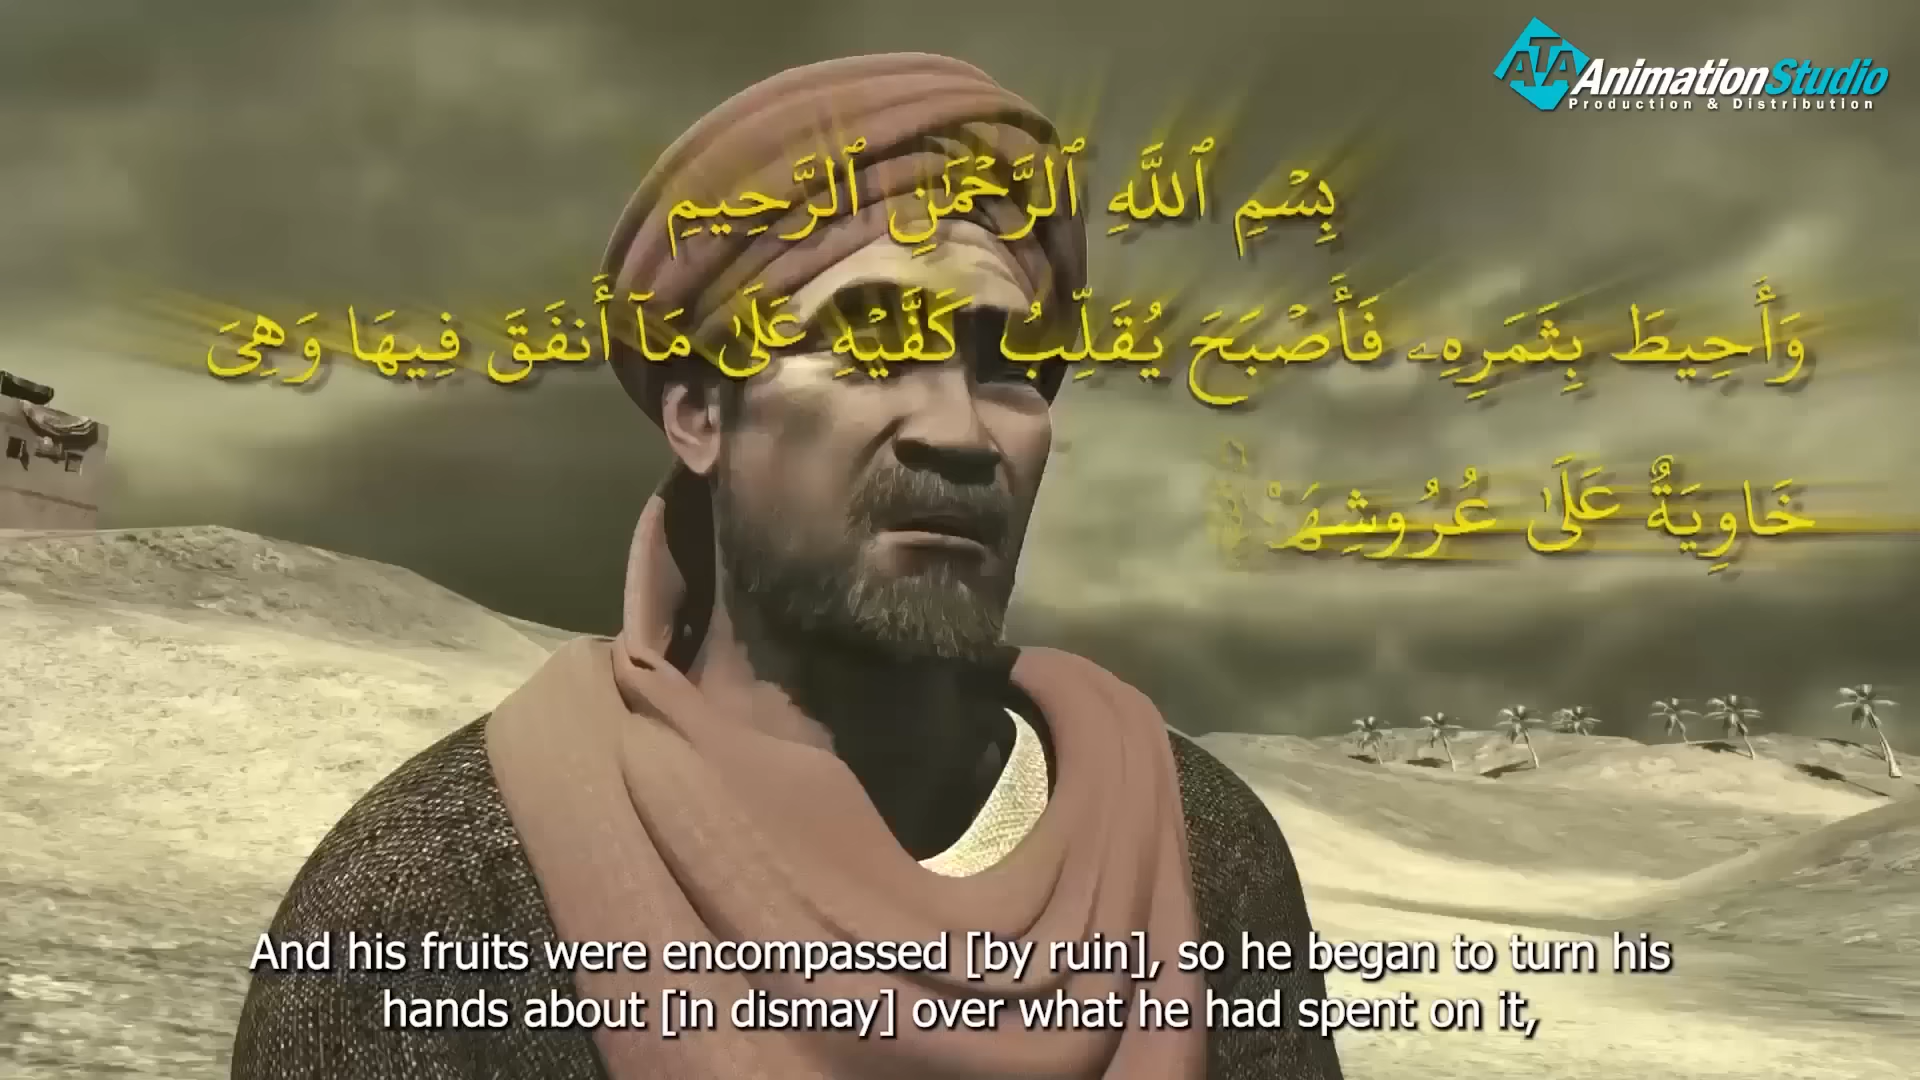 ATA AnimationStudio
Production & Distribution
بِسْمِ ٱللَّهِ ٱلرَّحْمَٰنِ ٱلرَّحِيمِ
وَأُحِيطَ بِثَمَرِهِۦ فَأَصْبَحَ يُقَلِّبُ كَفَّيْهِ عَلَىٰ مَآ أَنفَقَ فِيهَا وَهِىَ
خَاوِيَةٌ عَلَىٰ عُرُوشِهَا
And his fruits were encompassed [by ruin], so he began to turn his
hands about [in dismay] over what he had spent on it,